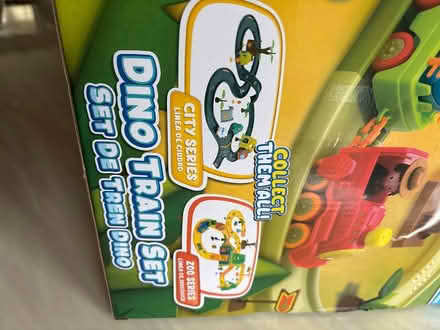 DINO TRAIN SET
SET DE TREN DINO
CITY SERIES
LÍNEA DE CIUDAD
COLLECT
THEM ALL!
ZOO SERIES